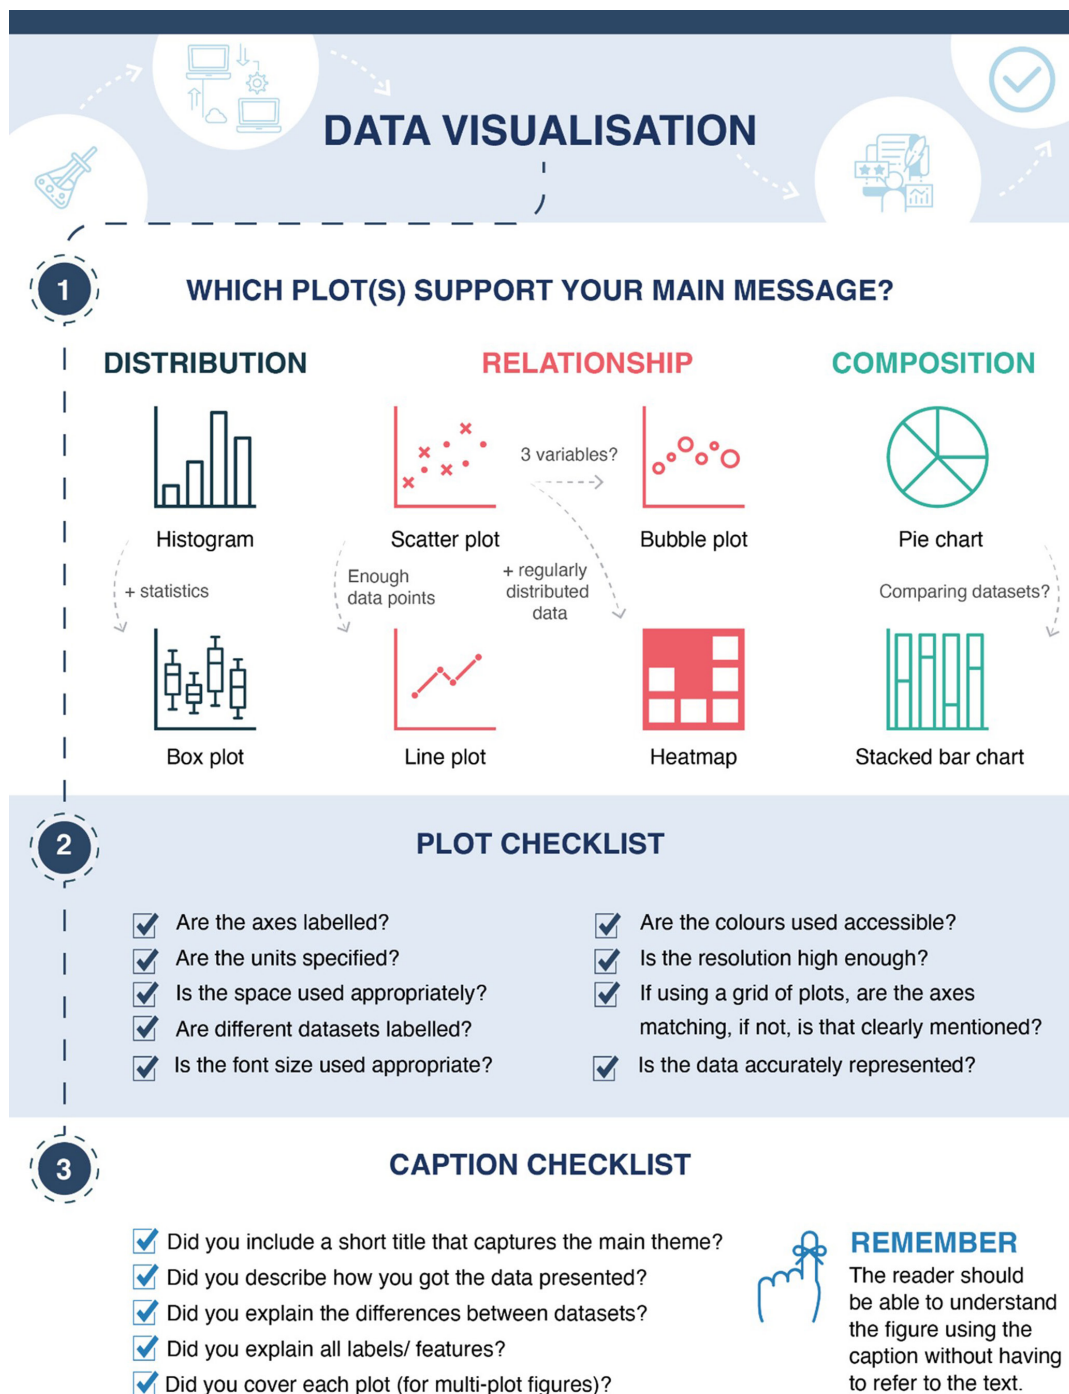 DATA VISUALISATION
1
WHICH PLOT(S) SUPPORT YOUR MAIN MESSAGE?
DISTRIBUTION
RELATIONSHIP
COMPOSITION
3 variables?
Histogram
Scatter plot
Bubble plot
Pie chart
+ statistics
Enough
data points
+ regularly
distributed
data
Comparing datasets?
Box plot
Line plot
Heatmap
Stacked bar chart
2
PLOT CHECKLIST
Are the axes labelled?
Are the units specified?
Is the space used appropriately?
Are different datasets labelled?
Is the font size used appropriate?
Are the colours used accessible?
Is the resolution high enough?
If using a grid of plots, are the axes
matching, if not, is that clearly mentioned?
Is the data accurately represented?
3
CAPTION CHECKLIST
Did you include a short title that captures the main theme?
Did you describe how you got the data presented?
Did you explain the differences between datasets?
Did you explain all labels/ features?
Did you cover each plot (for multi-plot figures)?
REMEMBER
The reader should
be able to understand
the figure using the
caption without having
to refer to the text.